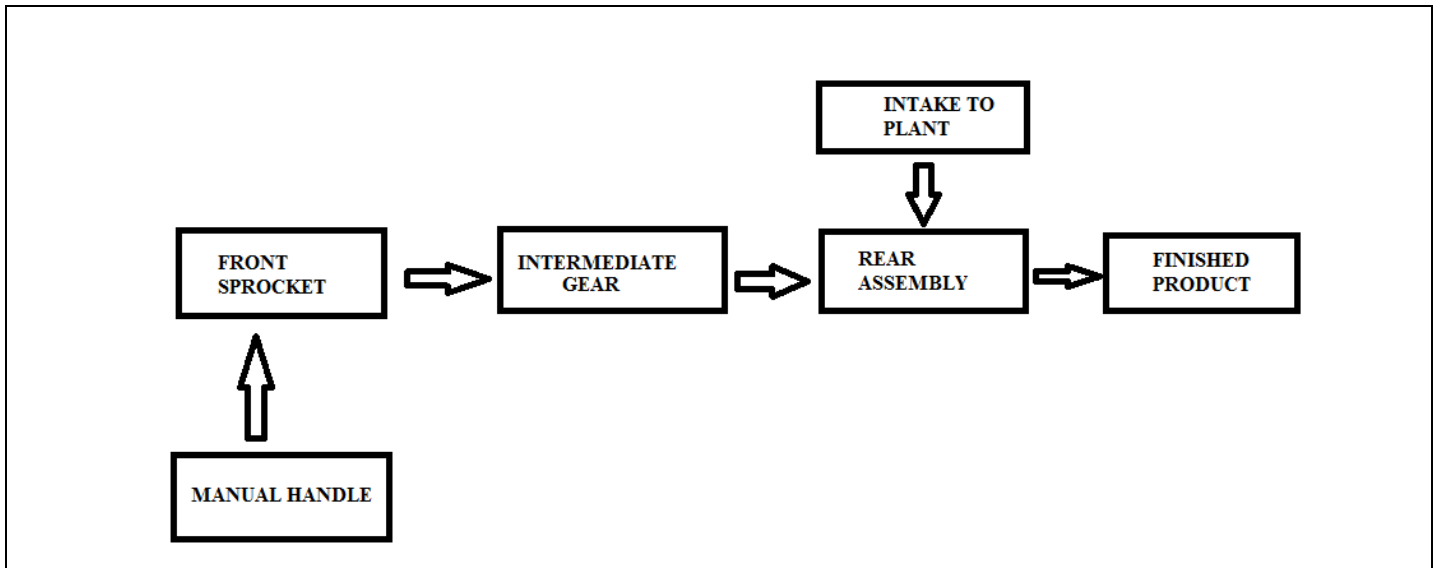 INTAKE TO
PLANT
FRONT
SPROCKET
INTERMEDIATE
GEAR
REAR
ASSEMBLY
FINISHED
PRODUCT
MANUAL HANDLE